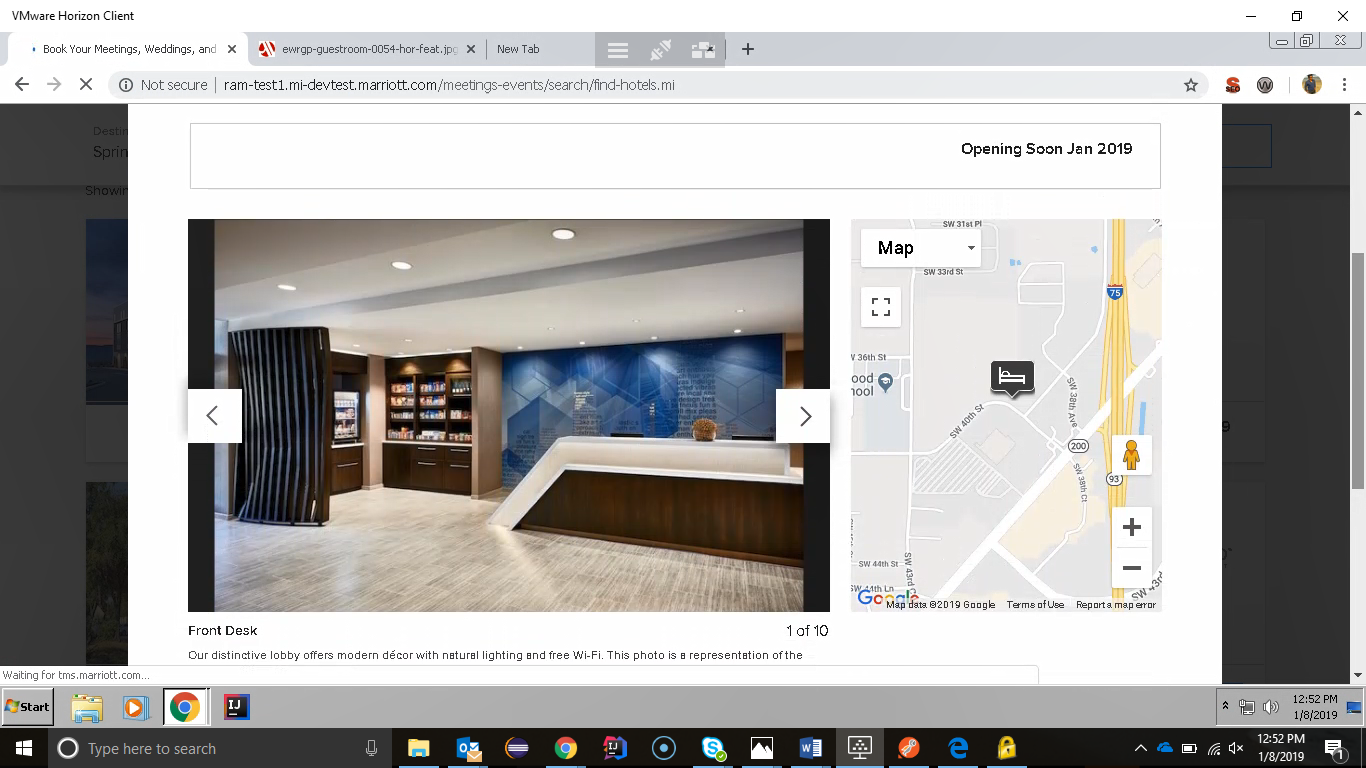 VMware Horizon Client
Book Your Meetings, Weddings, and
ewrgp-guestroom-0054-hor-feat.jpg
New Tab
Not secure
ram-test1.mi-devtest.marriott.com/meetings-events/search/find-hotels.mi
Destin
Sprin
Showin
Opening Soon Jan 2019
Map
SW 31st Pl
SW 33rd St
75
V 36th St
ood
hool
SW 40th St
SW 38th Ave
200
93
SW 38th Ct
SW 44th St
SW 43rd C
W 44th Ln
SW 43rd
Google
Map data ©2019 Google
Terms of Use
Report a map error
Front Desk
1 of 10
Our distinctive lobby offers modern décor with natural lighting and free Wi-Fi. This photo is a representation of the
Waiting for tms.marriott.com...
Start
12:52 PM
1/8/2019
Type here to search
12:52 PM
1/8/2019
1